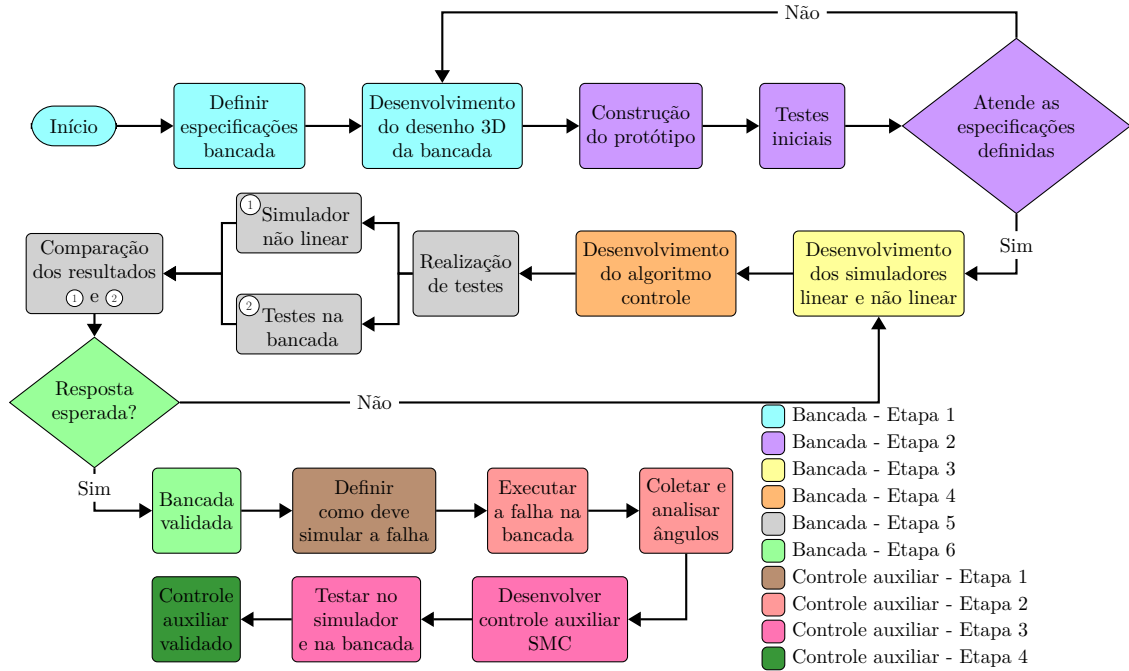 Não
Início
Definir
especificações
bancada
Desenvolvimento
do desenho 3D
da bancada
Construção
do protótipo
Testes
iniciais
Atende as
especificações
definidas
Sim
Comparação
dos resultados
1 e 2
1 Simulador
não linear
2 Testes na
bancada
Realização
de testes
Desenvolvimento
do algoritmo
controle
Desenvolvimento
dos simuladores
linear e não linear
Resposta
esperada?
Não
Sim
Bancada
validada
Definir
como deve
simular a falha
Executar
a falha na
bancada
Coletar e
analisar
ângulos
Controle
auxiliar
validado
Testar no
simulador
e na bancada
Desenvolver
controle auxiliar
SMC
Bancada - Etapa 1
Bancada - Etapa 2
Bancada - Etapa 3
Bancada - Etapa 4
Bancada - Etapa 5
Bancada - Etapa 6
Controle auxiliar - Etapa 1
Controle auxiliar - Etapa 2
Controle auxiliar - Etapa 3
Controle auxiliar - Etapa 4